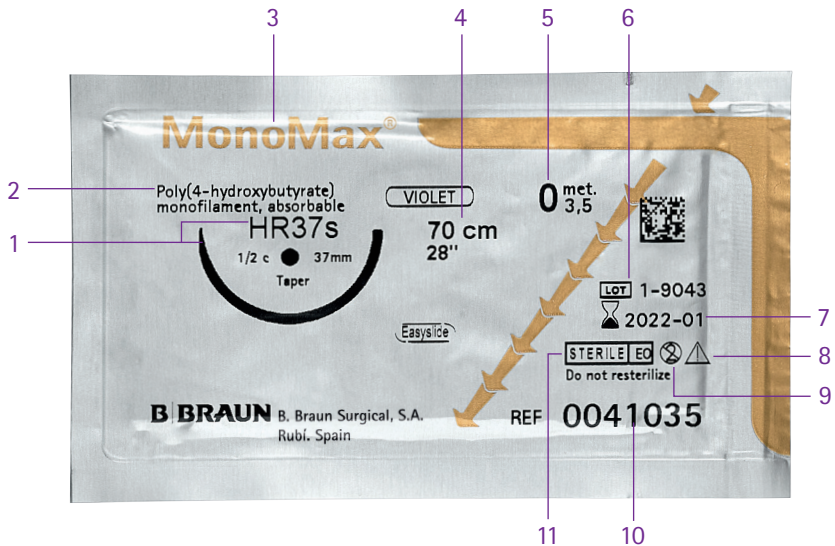 3 4 5 6
MonoMax®
2
Poly(4-hydroxybutyrate)
monofilament, absorbable
VIOLET
0 met.
3,5
1
HR37s
70 cm
28"
1/2 c 37mm
Taper
LOT 1-9043
2022-01
7
Easyslide
STERILE EO
8
Do not resterilize
9
B|BRAUN B. Braun Surgical, S.A.
Rubí. Spain
REF 0041035
11 10